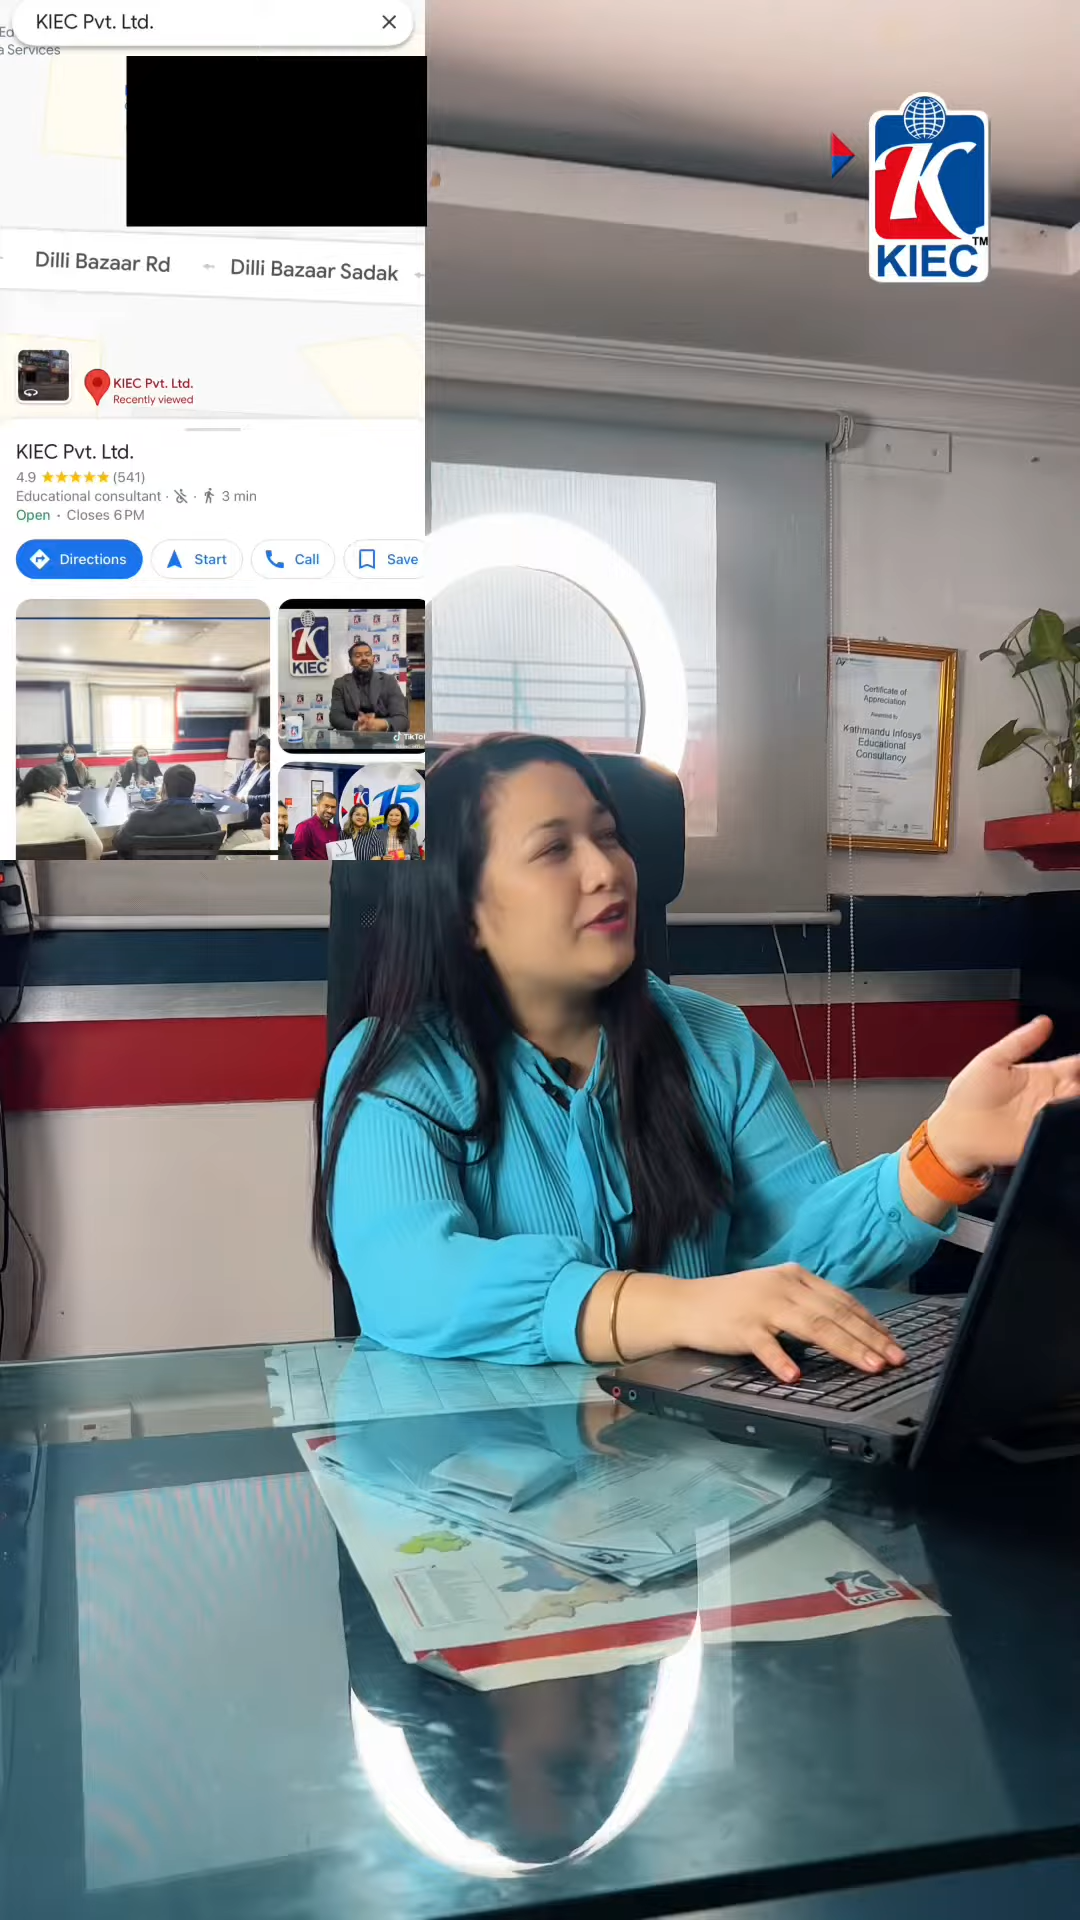 KIEC Pvt. Ltd.
a Services
Dilli Bazaar Rd
Dilli Bazaar Sadak
KIEC Pvt. Ltd.
Recently viewed
KIEC Pvt. Ltd.
4.9 ★★★★★ (541)
Educational consultant · · 3 min
Open · Closes 6 PM
Directions
Start
Call
Save
K
KIEC
TikTok
15
K
TM
KIEC
Certificate of
Appreciation
Kathmandu Infosys
Educational
Consultancy
KIEC